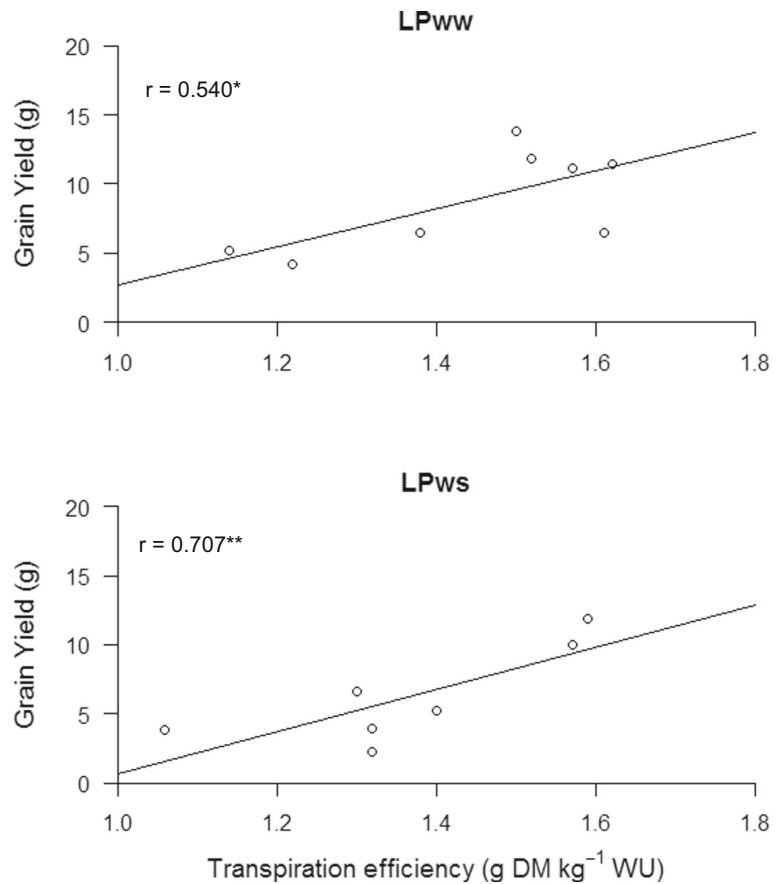 LPww
20
15
10
5
0
Grain Yield (g)
r = 0.540*
1.0 1.2 1.4 1.6 1.8
LPws
20
15
10
5
0
Grain Yield (g)
r = 0.707**
1.0 1.2 1.4 1.6 1.8
Transpiration efficiency (g DM kg⁻¹ WU)